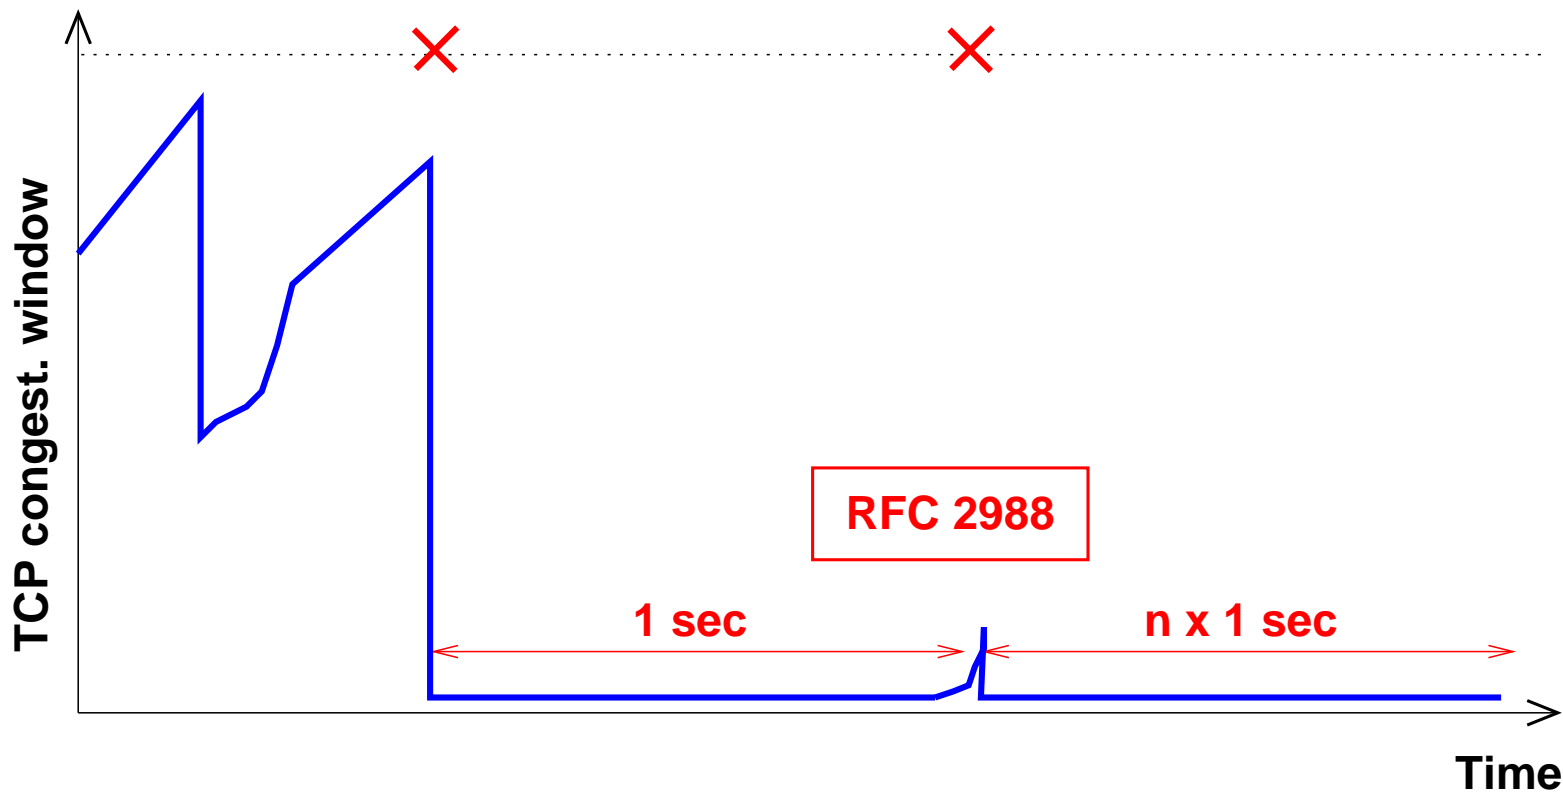 TCP congest. window
RFC 2988
1 sec
n x 1 sec
Time